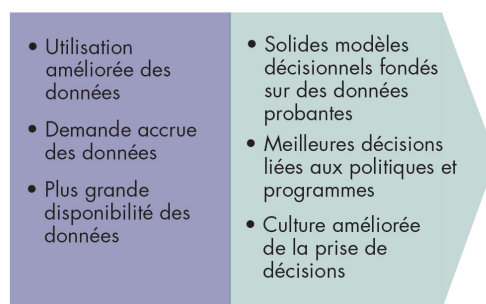 • Utilisation
améliorée des
données
• Demande accrue
des données
• Plus grande
disponibilité des
données
• Solides modèles
décisionnels fondés
sur des données
probantes
• Meilleures décisions
liées aux politiques et
programmes
• Culture améliorée
de la prise de
décisions